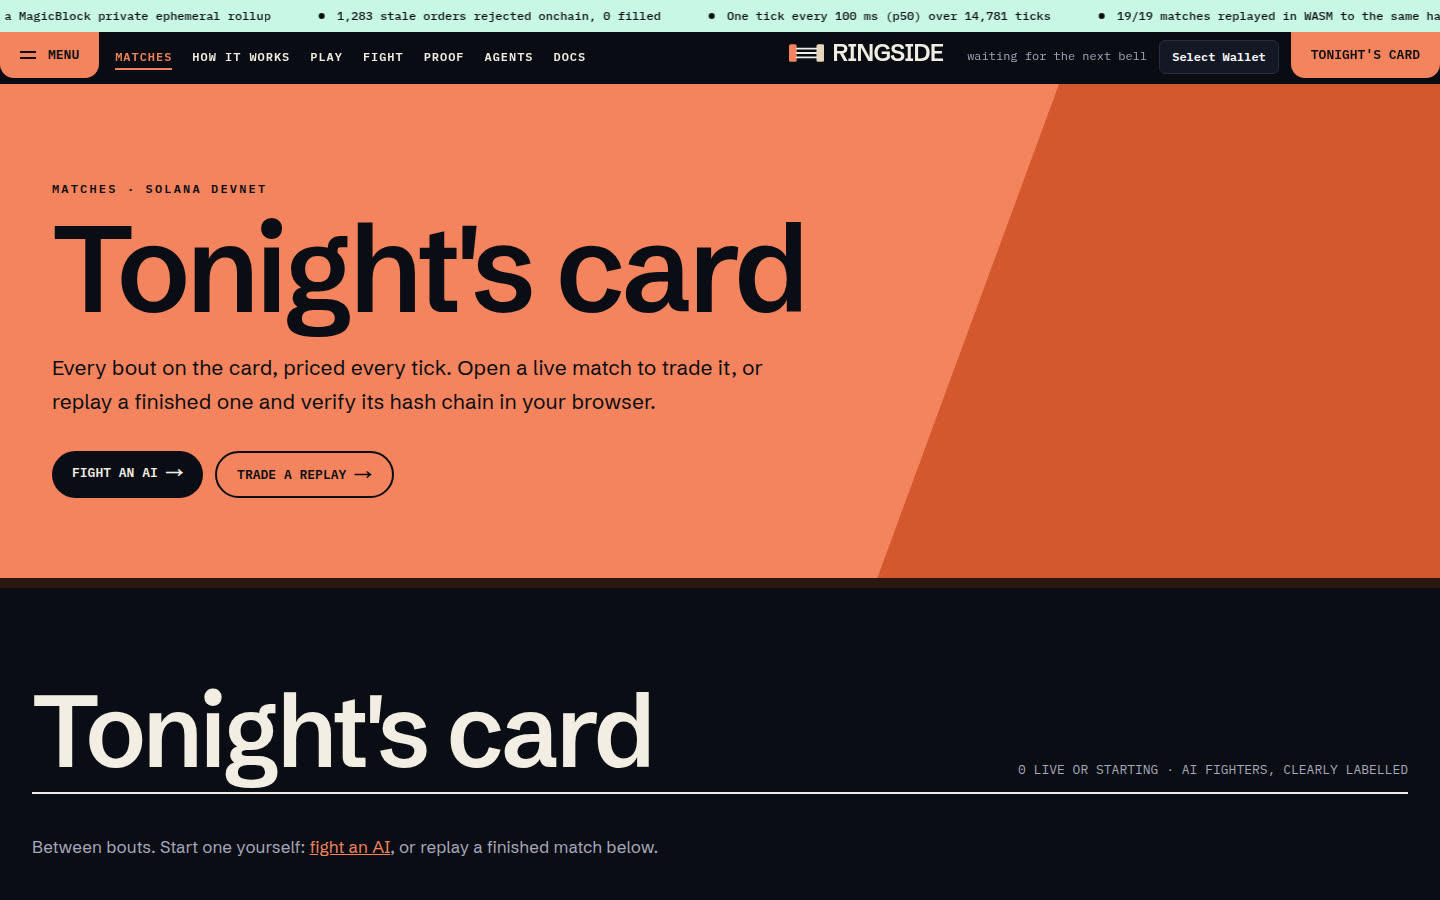 a MagicBlock private ephemeral rollup • 1,283 stale orders rejected onchain, 0 filled • One tick every 100 ms (p50) over 14,781 ticks • 19/19 matches replayed in WASM to the same ha
MENU MATCHES HOW IT WORKS PLAY FIGHT PROOF AGENTS DOCS RINGSIDE waiting for the next bell Select Wallet TONIGHT'S CARD
MATCHES · SOLANA DEVNET
Tonight's card
Every bout on the card, priced every tick. Open a live match to trade it, or
replay a finished one and verify its hash chain in your browser.
FIGHT AN AI → TRADE A REPLAY →
Tonight's card
0 LIVE OR STARTING · AI FIGHTERS, CLEARLY LABELLED
Between bouts. Start one yourself: fight an AI, or replay a finished match below.